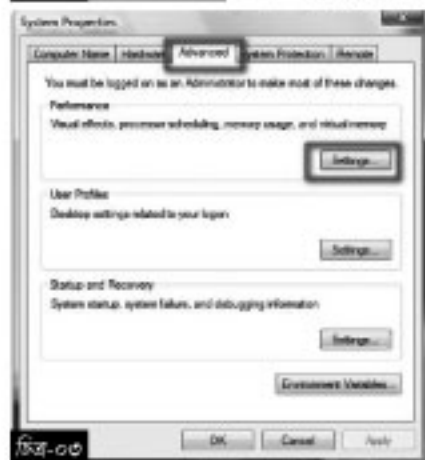 System Properties
Computer Name Hardware Advanced System Protection Remote
You must be logged on as an Administrator to make most of these changes.
Performance
Visual effects, processor scheduling, memory usage, and virtual memory
Settings...
User Profiles
Desktop settings related to your logon
Settings...
Startup and Recovery
System startup, system failure, and debugging information
Settings...
Environment Variables...
OK Cancel Apply
চিত্র-০৩